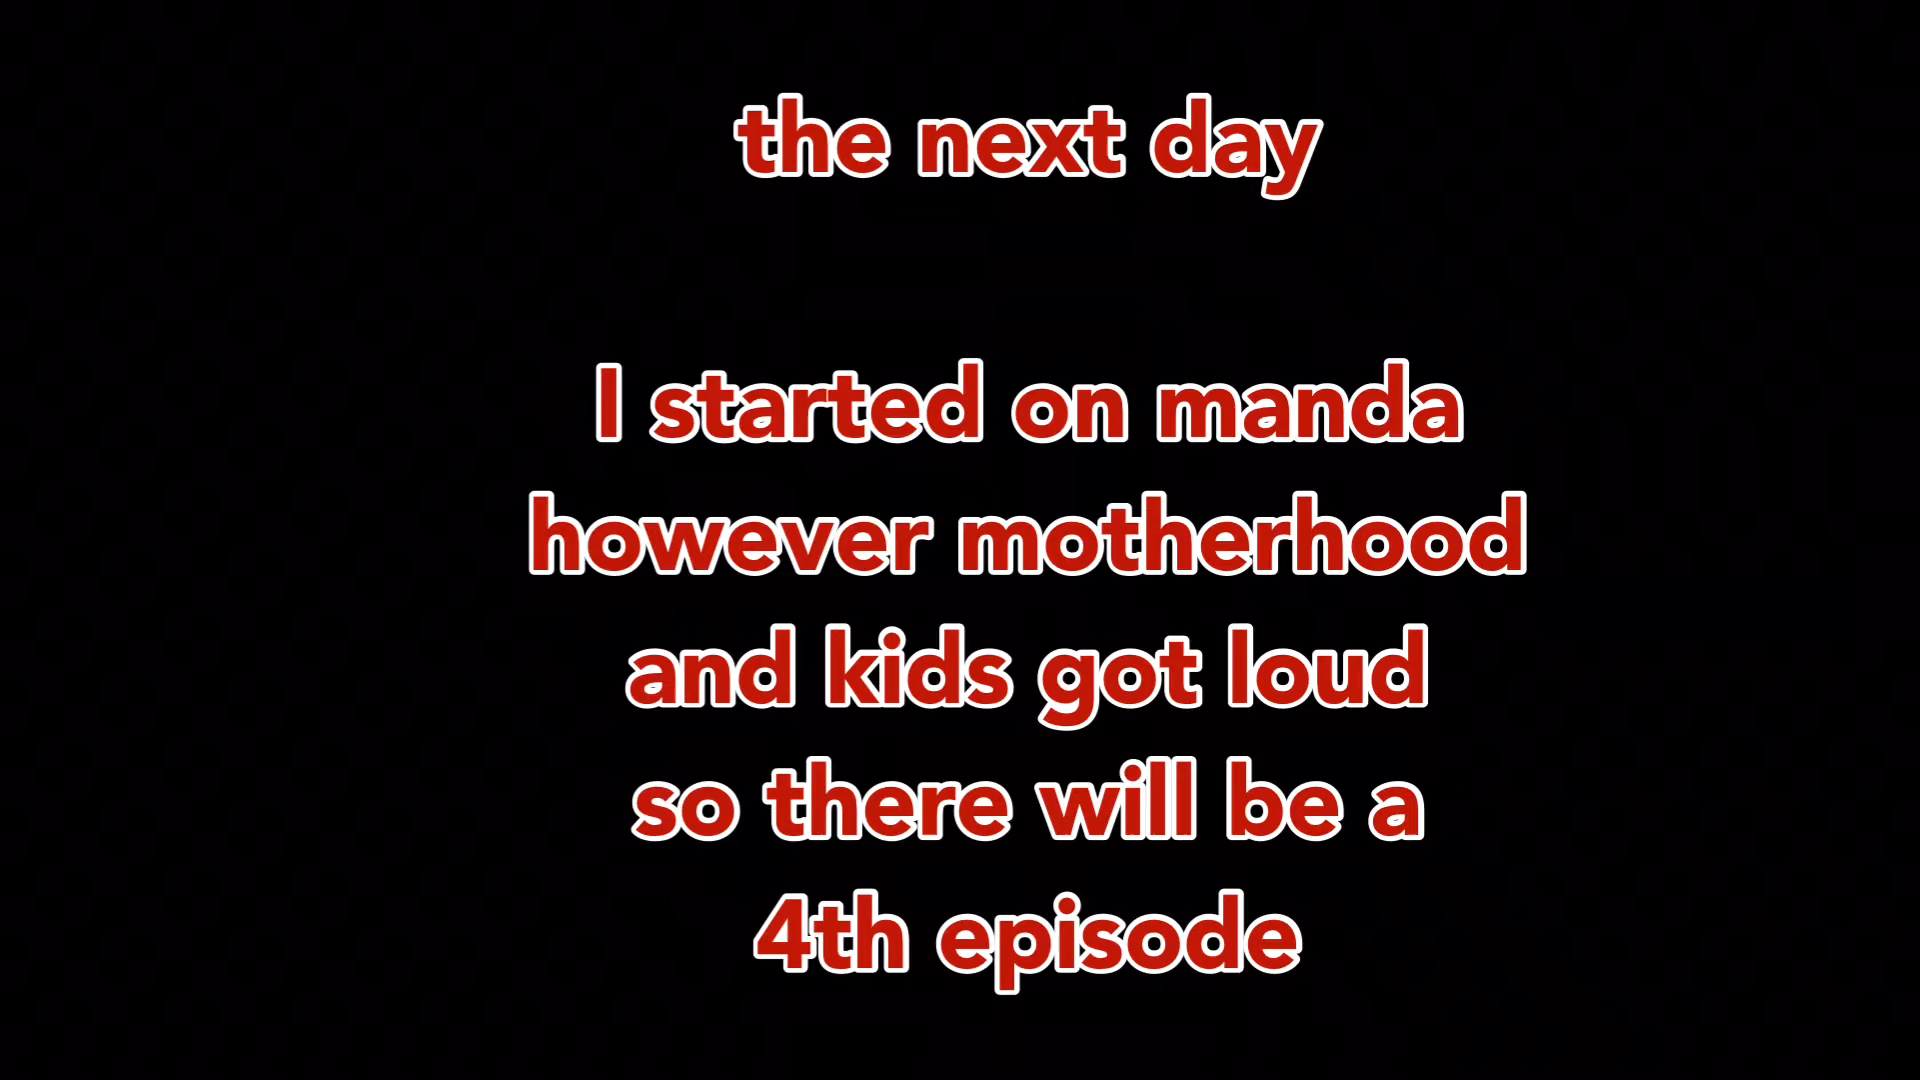 the next day
I started on manda
however motherhood
and kids got loud
so there will be a
4th episode